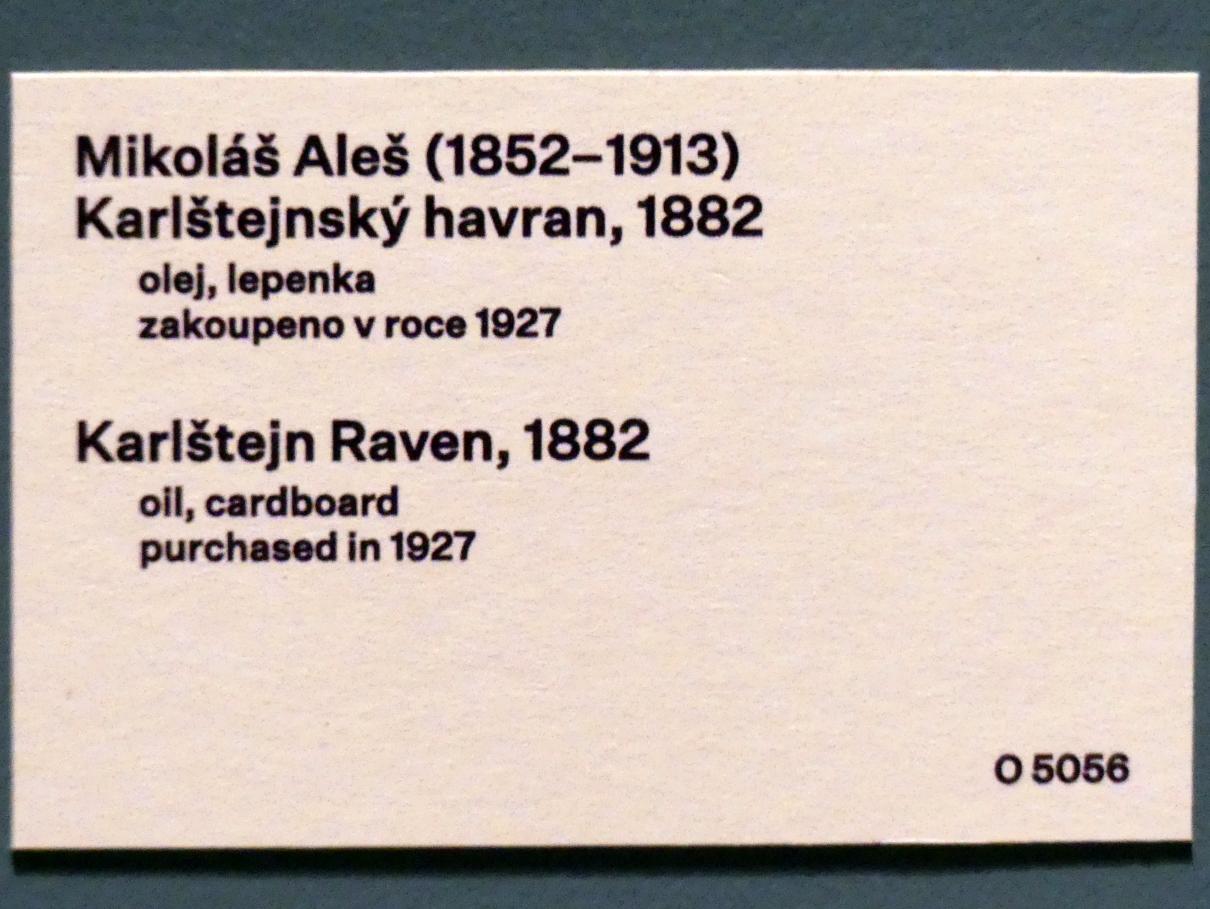 Mikoláš Aleš (1852–1913)
Karlštejnský havran, 1882
olej, lepenka
zakoupeno v roce 1927
Karlštejn Raven, 1882
oil, cardboard
purchased in 1927
O 5056